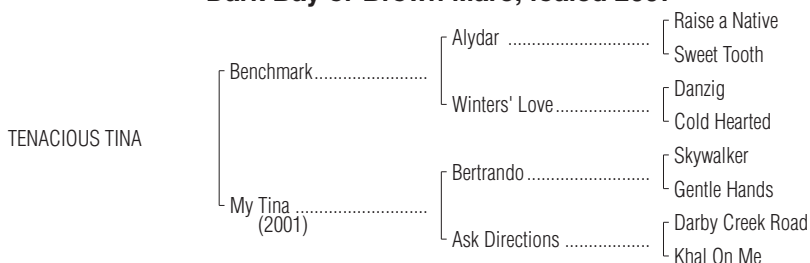 Dark Bay or Brown Mare; foaled
Raise a Native
Alydar ..............................
Sweet Tooth
Benchmark........................
Danzig
Winters' Love....................
Cold Hearted
TENACIOUS TINA
Skywalker
Bertrando ..........................
Gentle Hands
My Tina ............................
(2001)
Darby Creek Road
Ask Directions ..................
Khal On Me